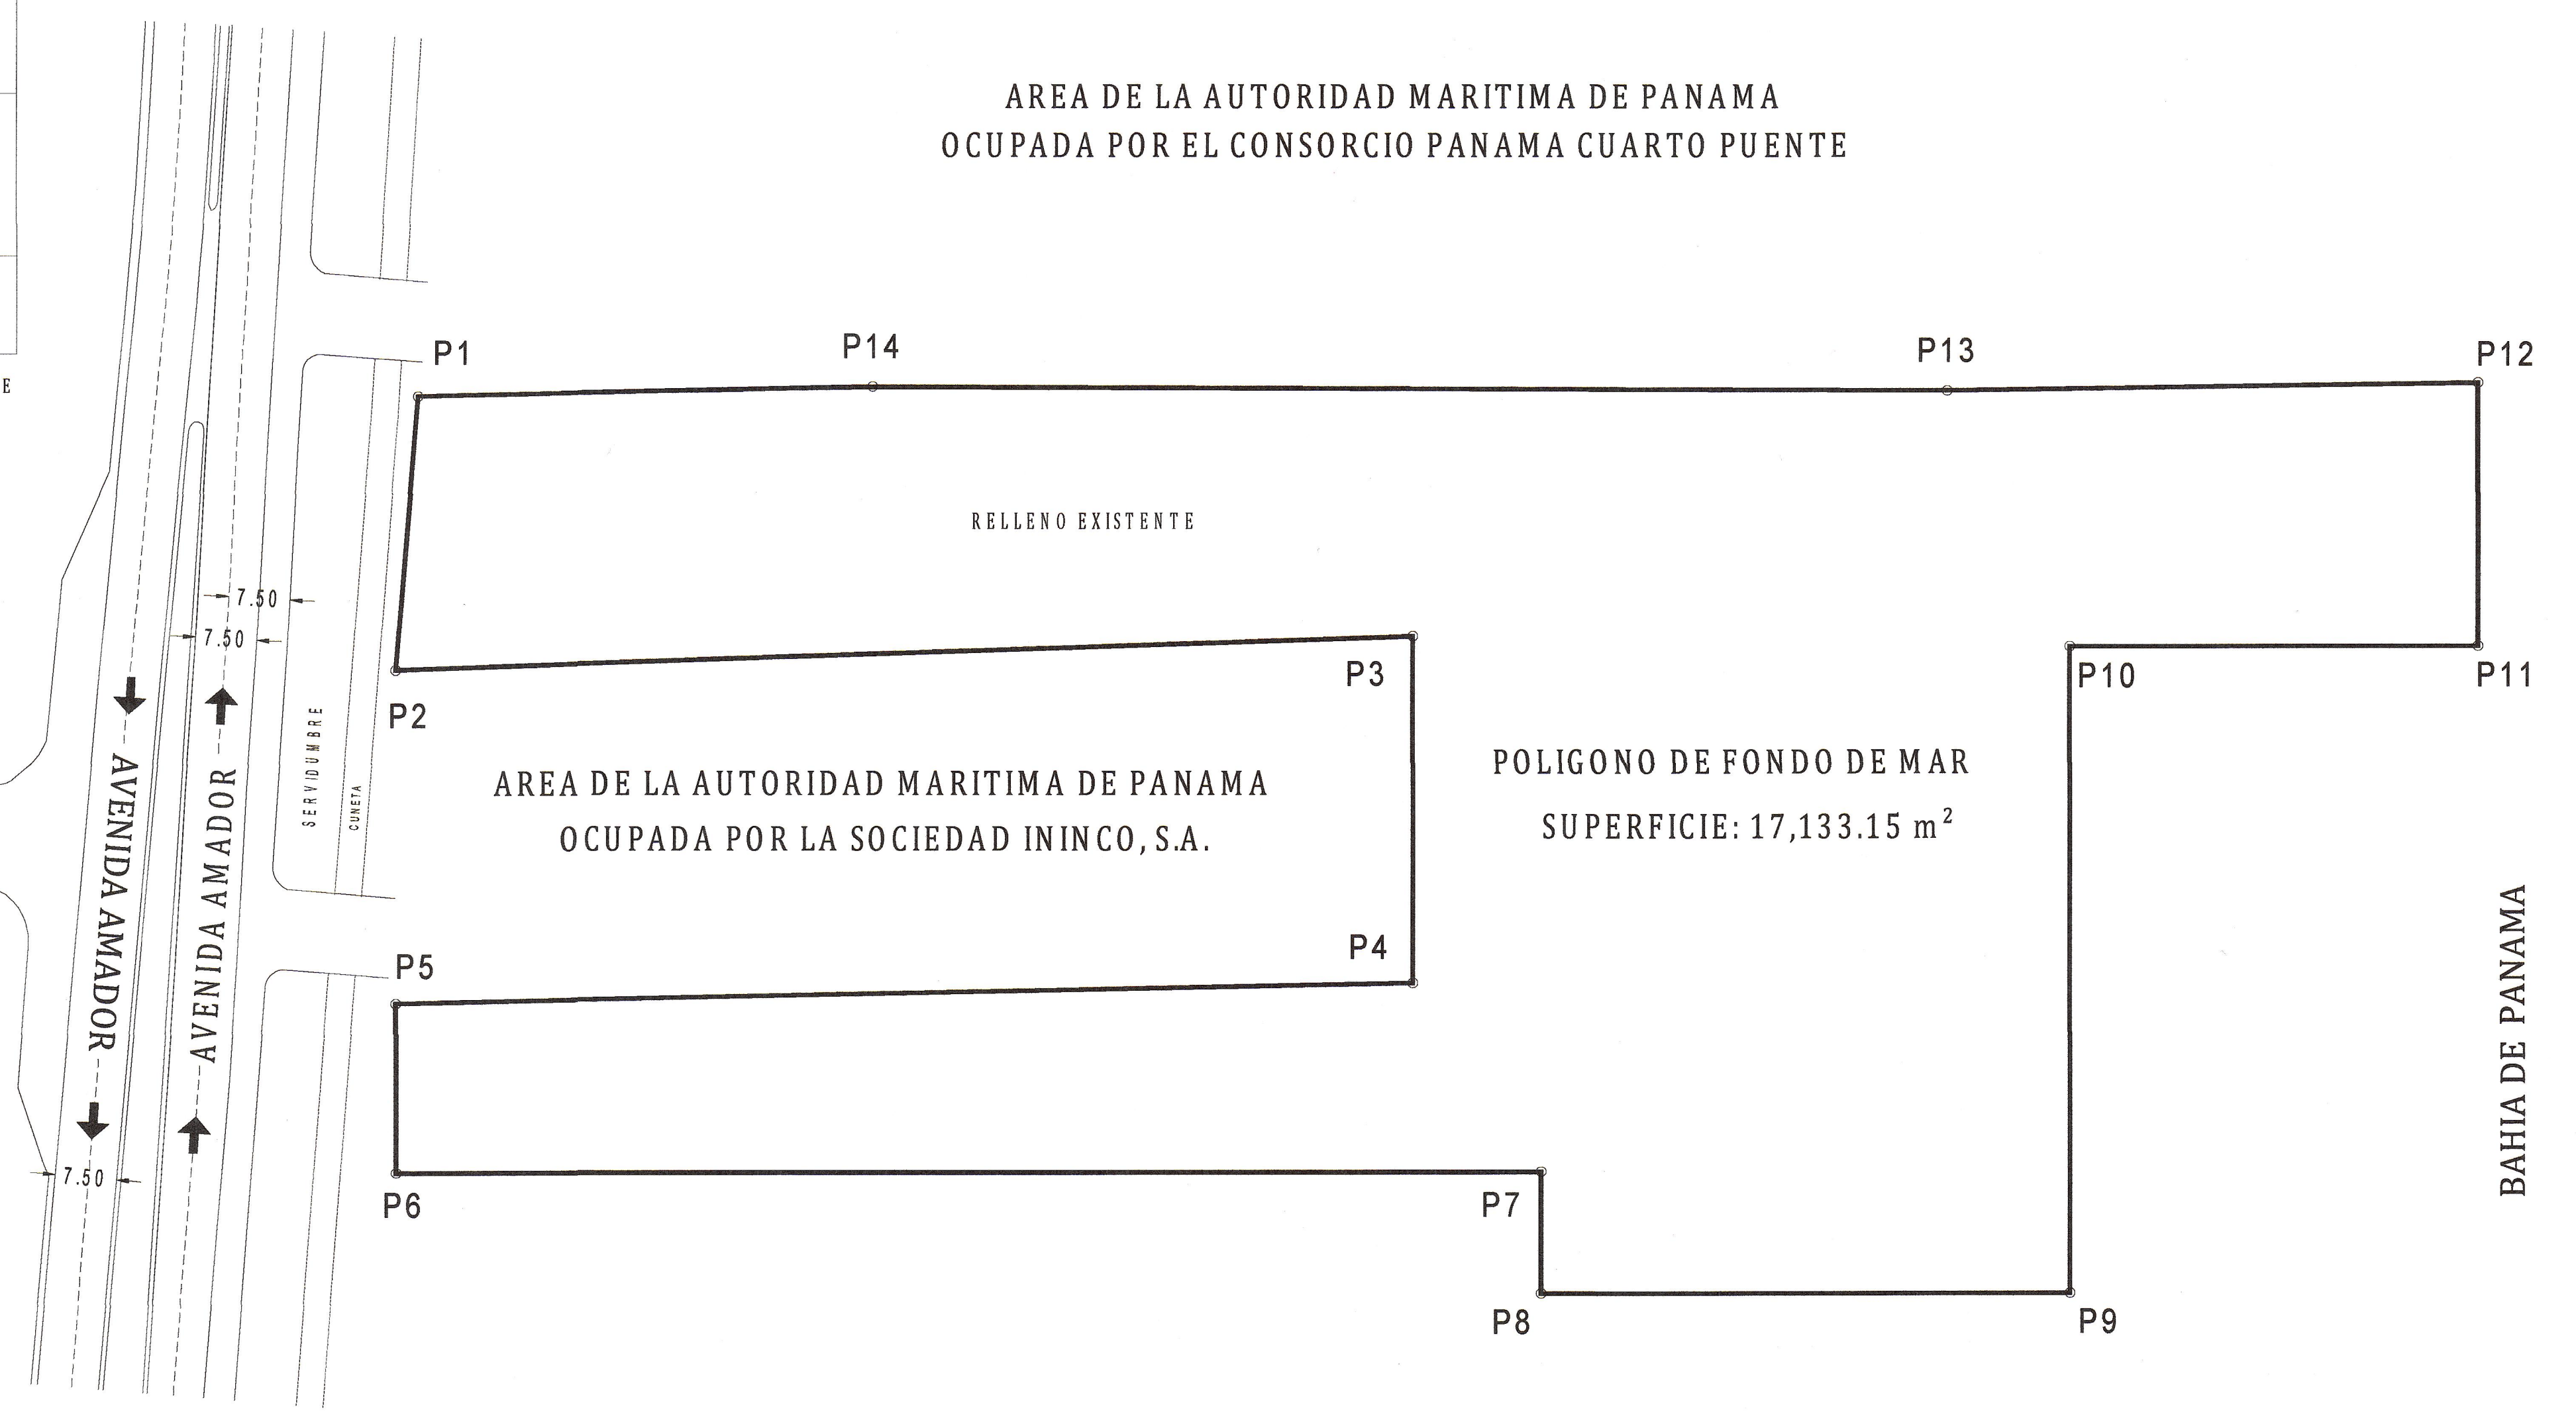 AREA DE LA AUTORIDAD MARITIMA DE PANAMA
OCUPADA POR EL CONSORCIO PANAMA CUARTO PUENTE
E
P1
P14
P13
P12
RELLENO EXISTENTE
7.50
7.50
P2
P3
P10
P11
SERVIDUMBRE
CUNETA
AVENIDA AMADOR
AVENIDA AMADOR
AREA DE LA AUTORIDAD MARITIMA DE PANAMA
OCUPADA POR LA SOCIEDAD ININCO, S.A.
POLIGONO DE FONDO DE MAR
SUPERFICIE: 17,133.15 m²
BAHIA DE PANAMA
P5
P4
7.50
P6
P7
P8
P9